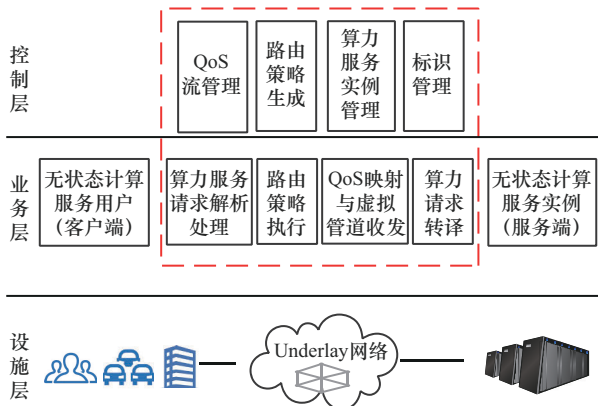 控制层
QoS
流管理
路由
策略
生成
算力
服务
实例
管理
标识
管理
业务层
无状态计算
服务用户
(客户端)
算力服务
请求解析
处理
路由
策略
执行
QoS映射
与虚拟
管道收发
算力
请求
转译
无状态计算
服务实例
(服务端)
设施层
Underlay网络